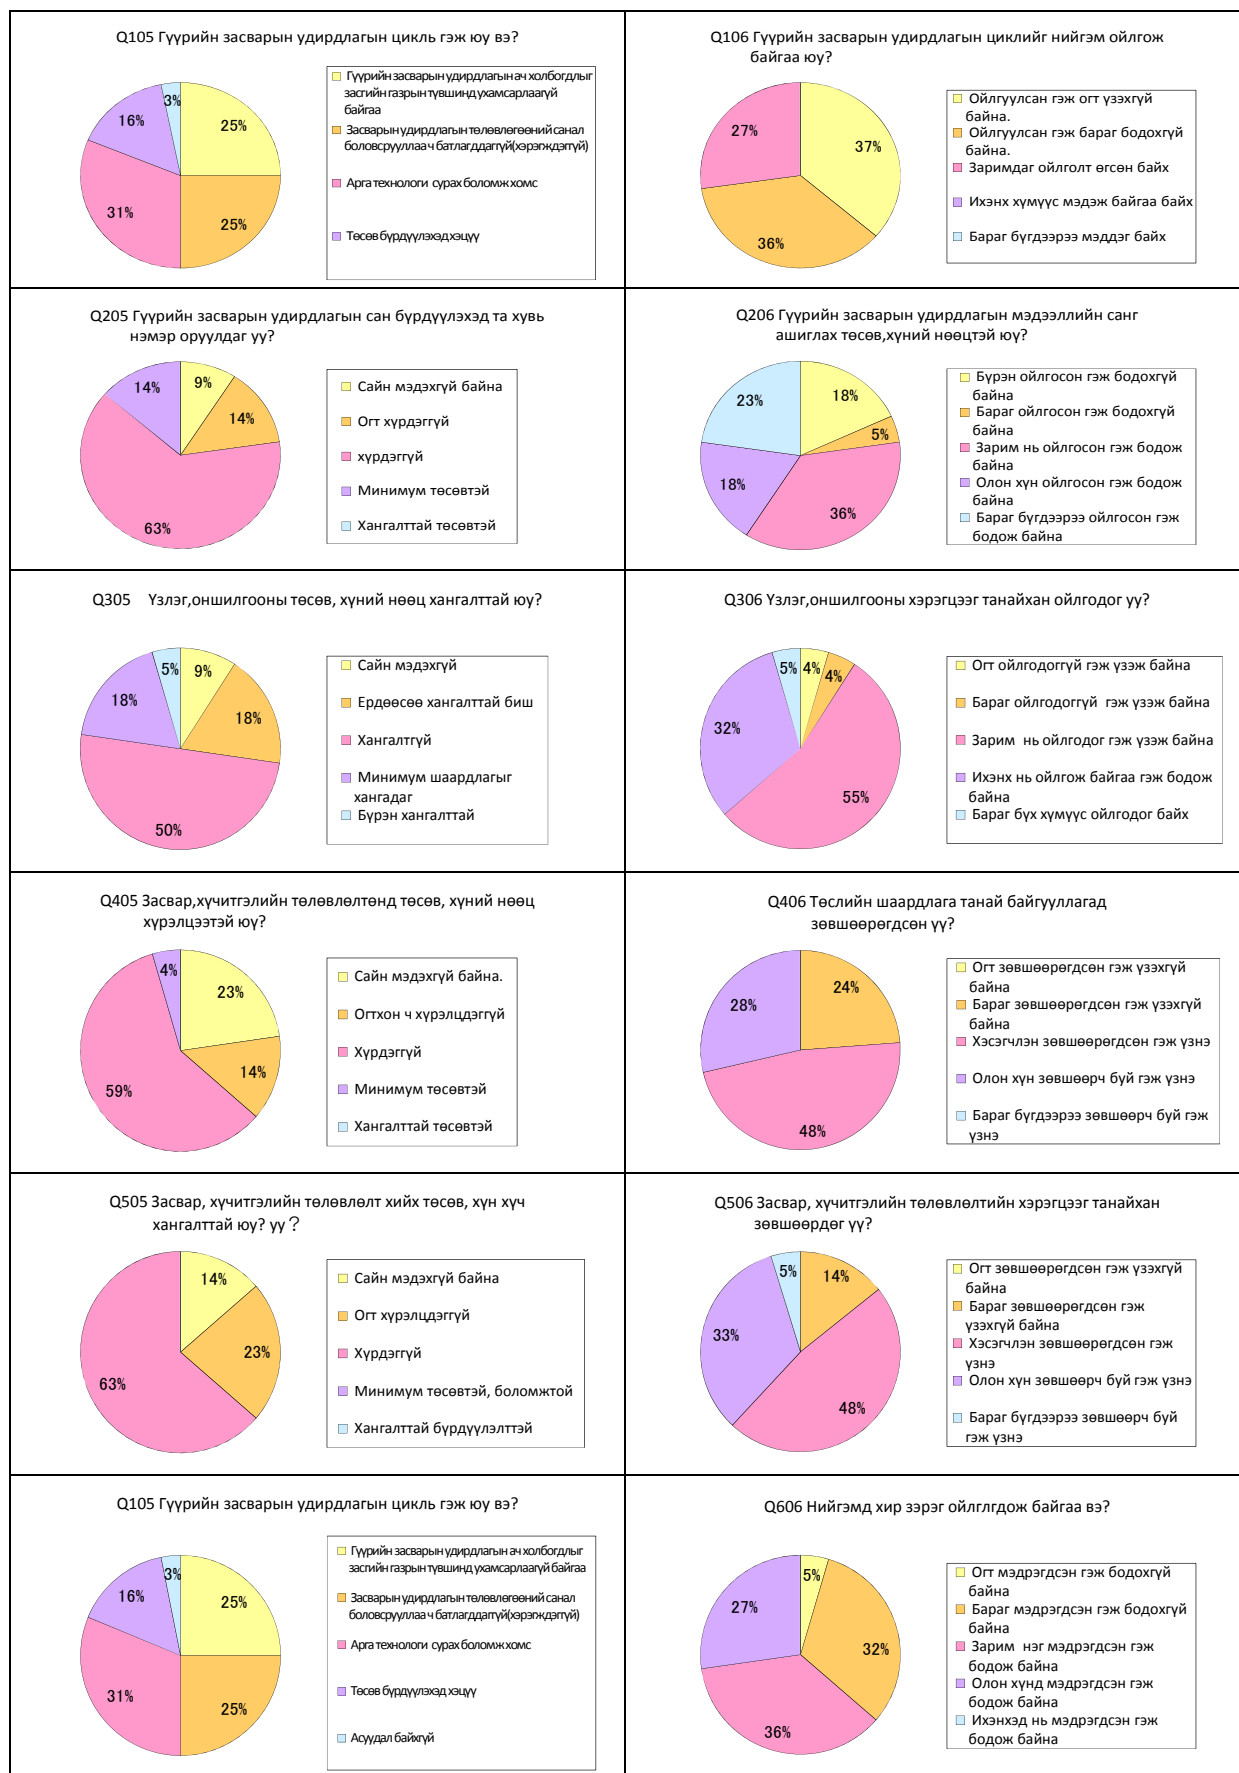 Q105 Гүүрийн засварын удирдлагын цикль гэж юу вэ?
3%
16%
25%
31%
25%
Гүүрийн засварын удирдлагын ач холбогдлыг
засгийн газрын түвшинд ухамсарлаагүй
байгаа
Засварын удирдлагын төлөвлөгөөний санал
боловсрууллаа ч батлагддаггүй(хэрэгждэггүй)
Арга технологи сурах боломж хомс
Төсөв бүрдүүлэхэд хэцүү
Q106 Гүүрийн засварын удирдлагын циклийг нийгэм ойлгож
байгаа юу?
27%
37%
36%
Ойлгуулсан гэж огт үзэхгүй
байна.
Ойлгуулсан гэж бараг бодохгүй
байна.
Заримдаг ойлголт өгсөн байх
Ихэнх хүмүүс мэдэж байгаа байх
Бараг бүгдээрээ мэддэг байх
Q205 Гүүрийн засварын удирдлагын сан бүрдүүлэхэд та хувь
нэмэр оруулдаг уу?
14%
9%
14%
63%
Сайн мэдэхгүй байна
Огт хүрдэггүй
хүрдэггүй
Минимум төсөвтэй
Хангалттай төсөвтэй
Q206 Гүүрийн засварын удирдлагын мэдээллийн санг
ашиглах төсөв,хүний нөөцтэй юү?
23%
18%
5%
18%
36%
Бүрэн ойлгосон гэж бодохгүй
байна
Бараг ойлгосон гэж бодохгүй
байна
Зарим нь ойлгосон гэж бодож
байна
Олон хүн ойлгосон гэж бодож
байна
Бараг бүгдээрээ ойлгосон гэж
бодож байна
Q305 Үзлэг,оншилгооны төсөв, хүний нөөц хангалттай юу?
5%
9%
18%
18%
50%
Сайн мэдэхгүй
Ердөөсөө хангалттай биш
Хангалтгүй
Минимум шаардлагыг
хангадаг
Бүрэн хангалттай
Q306 Үзлэг,оншилгооны хэрэгцээг танайхан ойлгодог уу?
5%
4%
4%
32%
55%
Огт ойлгодоггүй гэж үзэж байна
Бараг ойлгодоггүй гэж үзэж байна
Зарим нь ойлгодог гэж үзэж байна
Ихэнх нь ойлгож байгаа гэж бодож
байна
Бараг бүх хүмүүс ойлгодог байх
Q405 Засвар,хүчитгэлийн төлөвлөлтөнд төсөв, хүний нөөц
хүрэлцээтэй юү?
4%
23%
14%
59%
Сайн мэдэхгүй байна.
Огтхон ч хүрэлцдэггүй
Хүрдэггүй
Минимум төсөвтэй
Хангалттай төсөвтэй
Q406 Төслийн шаардлага танай байгууллагад
зөвшөөрөгдсөн үү?
28%
24%
48%
Огт зөвшөөрөгдсөн гэж үзэхгүй
байна
Бараг зөвшөөрөгдсөн гэж үзэхгүй
байна
Хэсэгчлэн зөвшөөрөгдсөн гэж үзнэ
Олон хүн зөвшөөрч буй гэж үзнэ
Бараг бүгдээрээ зөвшөөрч буй гэж
үзнэ
Q505 Засвар, хүчитгэлийн төлөвлөлт хийх төсөв, хүн хүч
хангалттай юу? уу？
14%
23%
63%
Сайн мэдэхгүй байна
Огт хүрэлцдэггүй
Хүрдэггүй
Минимум төсөвтэй, боломжтой
Хангалттай бүрдүүлэлттэй
Q506 Засвар, хүчитгэлийн төлөвлөлтийн хэрэгцээг танайхан
зөвшөөрдөг үү?
5%
14%
33%
48%
Огт зөвшөөрөгдсөн гэж үзэхгүй
байна
Бараг зөвшөөрөгдсөн гэж
үзэхгүй байна
Хэсэгчлэн зөвшөөрөгдсөн гэж
үзнэ
Олон хүн зөвшөөрч буй гэж үзнэ
Бараг бүгдээрээ зөвшөөрч буй
гэж үзнэ
Q105 Гүүрийн засварын удирдлагын цикль гэж юу вэ?
3%
16%
25%
31%
25%
Гүүрийн засварын удирдлагын ач холбогдлыг
засгийн газрын түвшинд ухамсарлаагүй байгаа
Засварын удирдлагын төлөвлөгөөний санал
боловсрууллаа ч батлагддаггүй(хэрэгждэггүй)
Арга технологи сурах боломж хомс
Төсөв бүрдүүлэхэд хэцүү
Асуудал байхгүй
Q606 Нийгэмд хир зэрэг ойлглгдож байгаа вэ?
5%
27%
32%
36%
Огт мэдрэгдсэн гэж бодохгүй
байна
Бараг мэдрэгдсэн гэж бодохгүй
байна
Зарим нэг мэдрэгдсэн гэж
бодож байна
Олон хүнд мэдрэгдсэн гэж
бодож байна
Ихэнхэд нь мэдрэгдсэн гэж
бодож байна